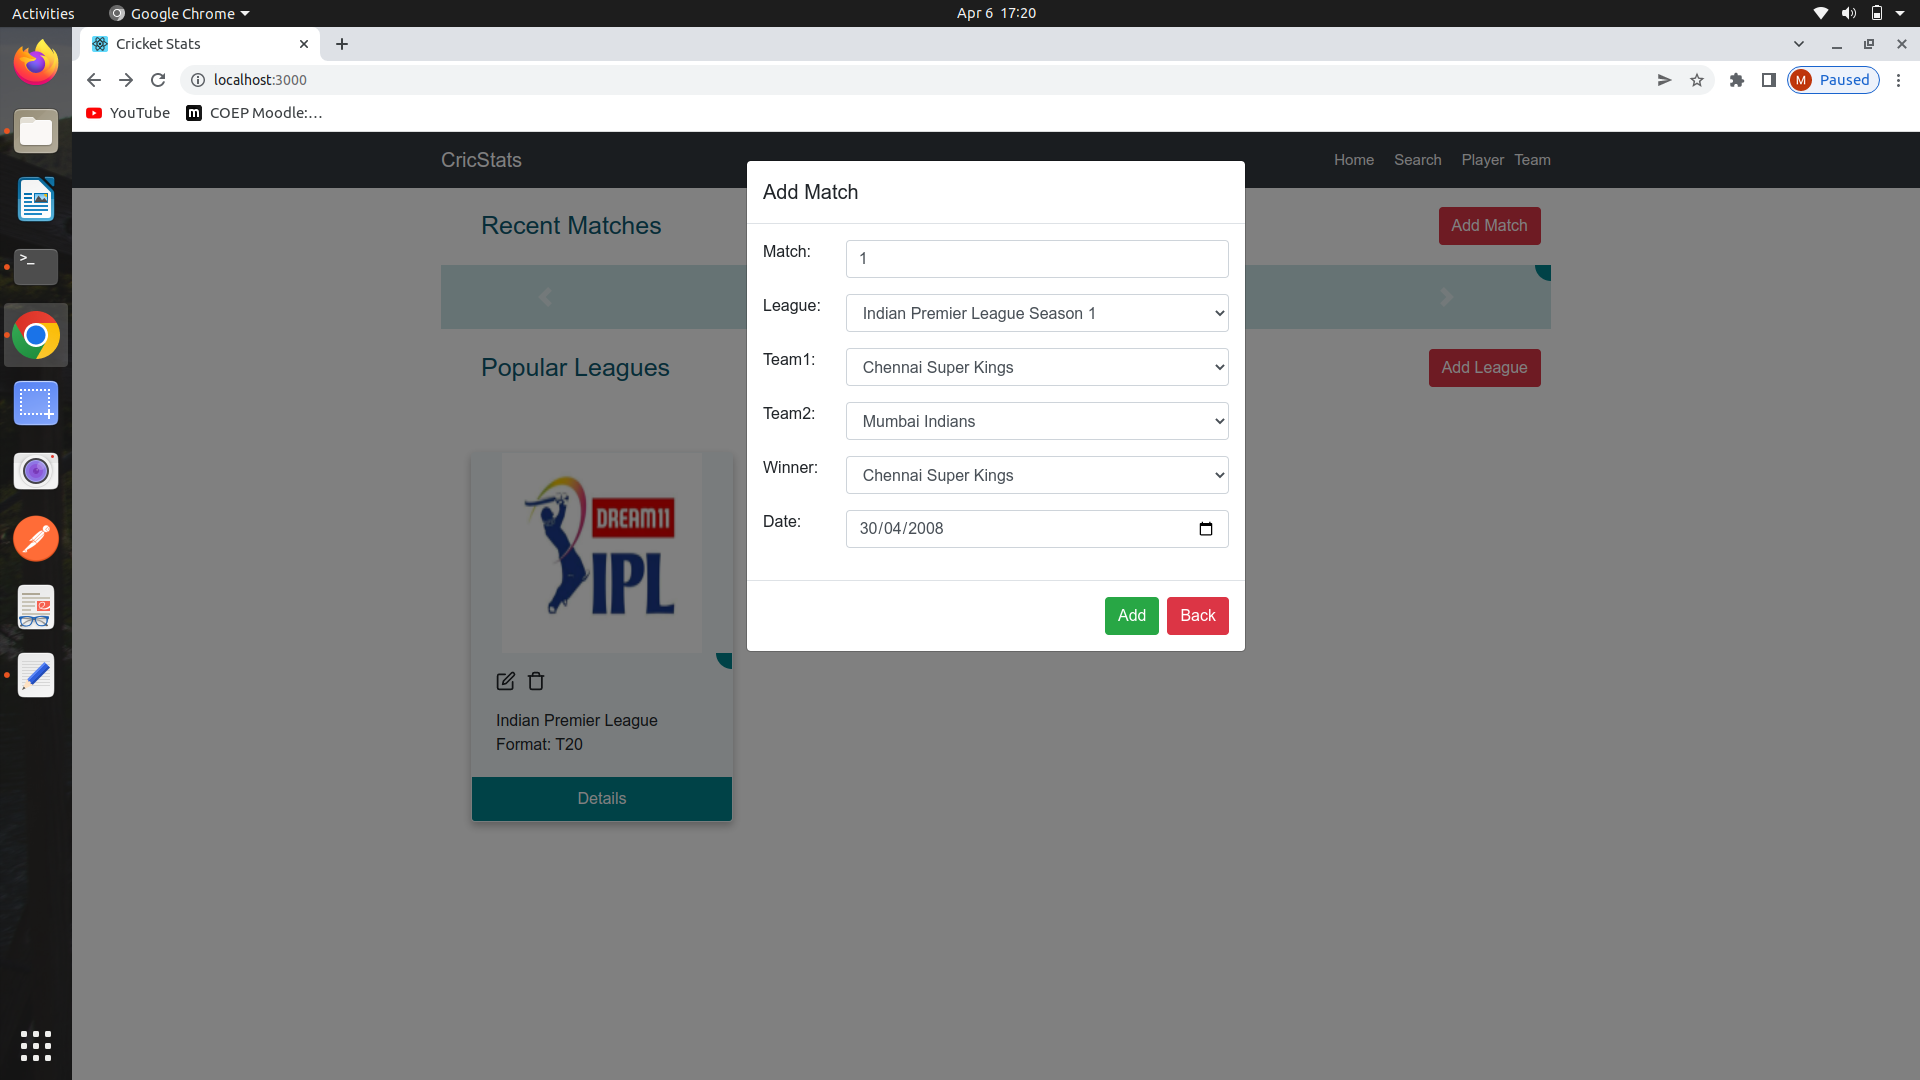 Activities
Google Chrome
Apr 6 17:20
Cricket Stats
localhost:3000
M Paused
YouTube
m COEP Moodle:...
CricStats
Home Search Player Team
Add Match
Recent Matches
Add Match
Match: 1
League: Indian Premier League Season 1
Popular Leagues
Add League
Team1: Chennai Super Kings
Team2: Mumbai Indians
Winner: Chennai Super Kings
Date: 30/04/2008
Add Back
DREAM11
IPL
Indian Premier League
Format: T20
Details